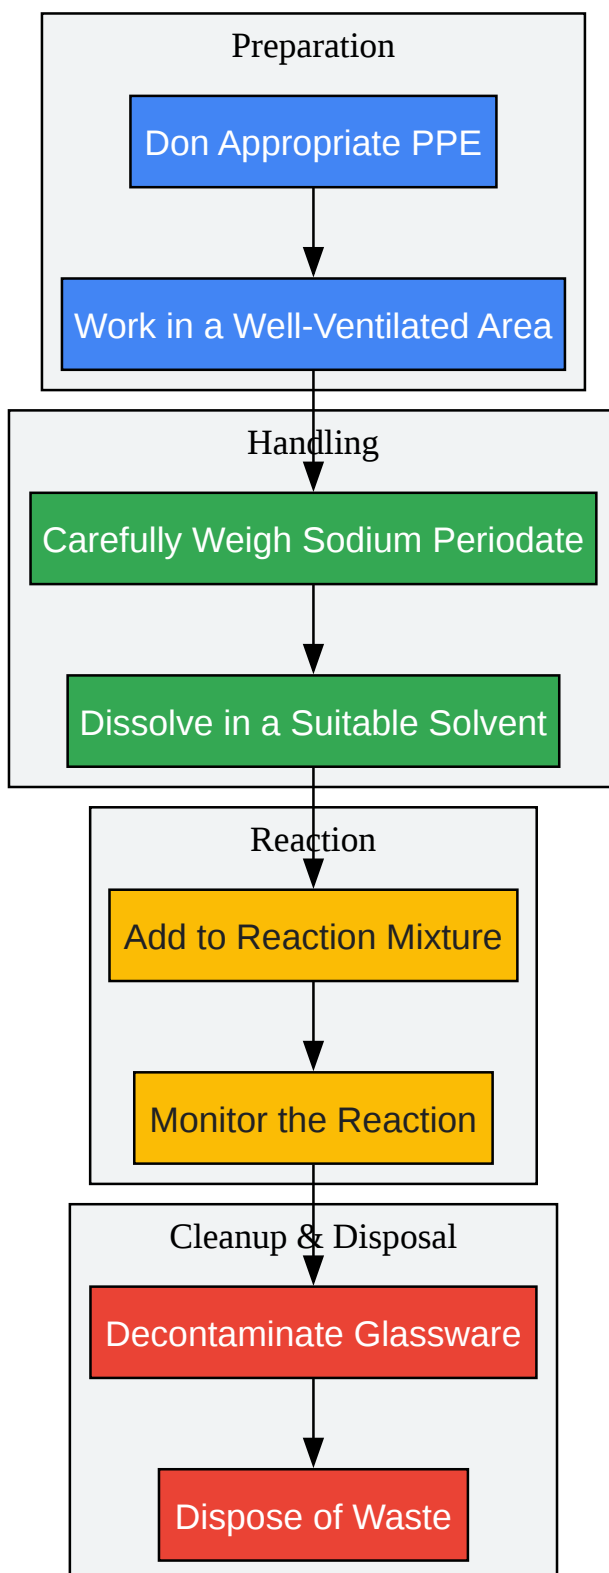 Preparation
Don Appropriate PPE
Work in a Well-Ventilated Area
Handling
Carefully Weigh Sodium Periodate
Dissolve in a Suitable Solvent
Reaction
Add to Reaction Mixture
Monitor the Reaction
Cleanup & Disposal
Decontaminate Glassware
Dispose of Waste